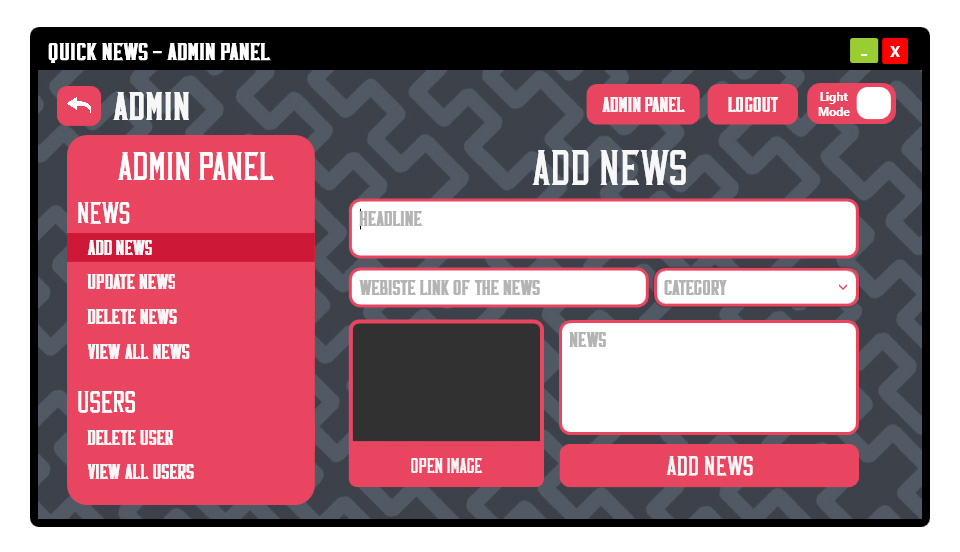 QUICK NEWS – ADMIN PANEL
_
X
ADMIN
ADMIN PANEL
LOGOUT
Light
Mode
ADMIN PANEL
NEWS
ADD NEWS
UPDATE NEWS
DELETE NEWS
VIEW ALL NEWS
USERS
DELETE USER
VIEW ALL USERS
ADD NEWS
HEADLINE
WEBISTE LINK OF THE NEWS
CATEGORY
NEWS
OPEN IMAGE
ADD NEWS